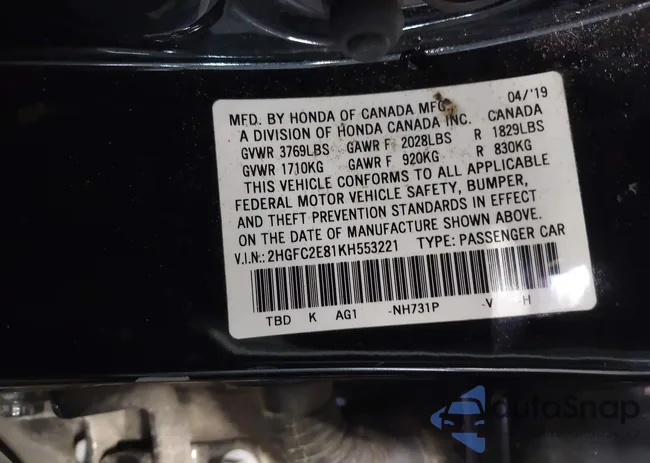 MFD. BY HONDA OF CANADA MFG. 04/'19
A DIVISION OF HONDA CANADA INC. CANADA
GVWR 3769LBS GAWR F 2028LBS R 1829LBS
GVWR 1710KG GAWR F 920KG R 830KG
THIS VEHICLE CONFORMS TO ALL APPLICABLE
FEDERAL MOTOR VEHICLE SAFETY, BUMPER,
AND THEFT PREVENTION STANDARDS IN EFFECT
ON THE DATE OF MANUFACTURE SHOWN ABOVE.
V.I.N.: 2HGFC2E81KH553221 TYPE: PASSENGER CAR
TBD K AG1 -NH731P -V -H
AutoSnap